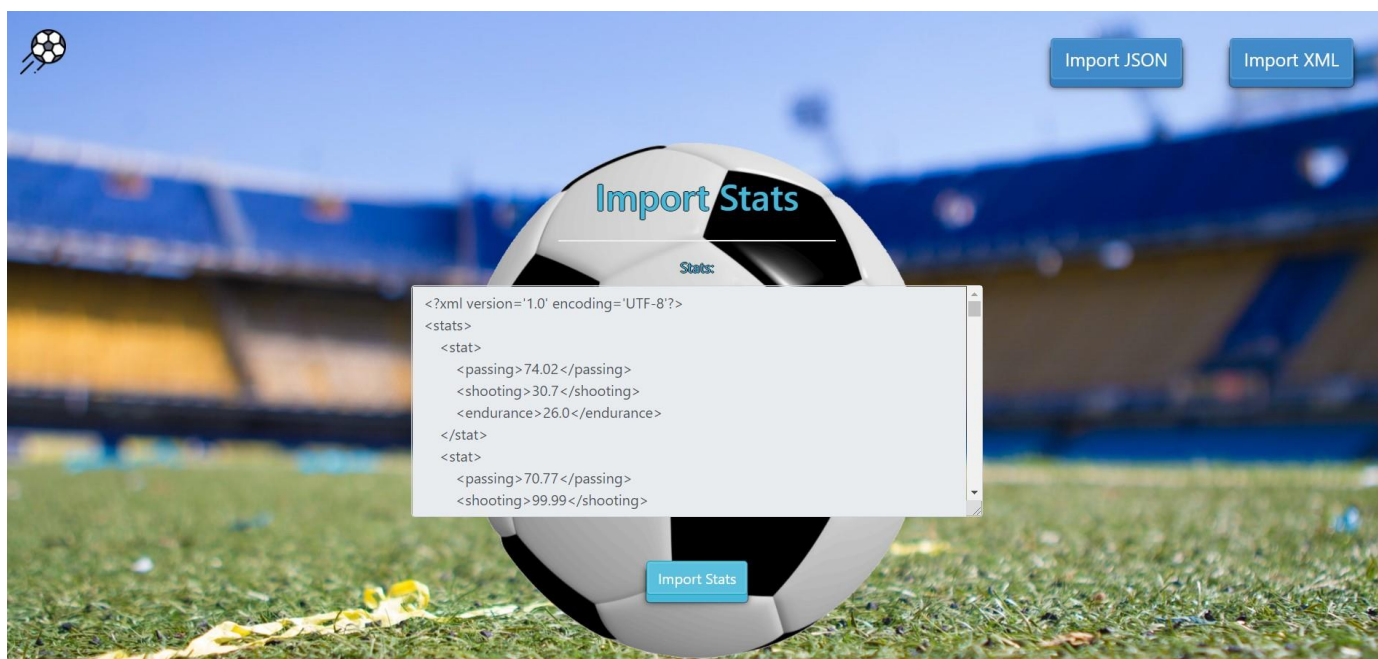 Import JSON
Import XML
Import Stats
Stats:
<?xml version='1.0' encoding='UTF-8'?>
<stats>
<stat>
<passing>74.02</passing>
<shooting>30.7</shooting>
<endurance>26.0</endurance>
</stat>
<stat>
<passing>70.77</passing>
<shooting>99.99</shooting>
Import Stats